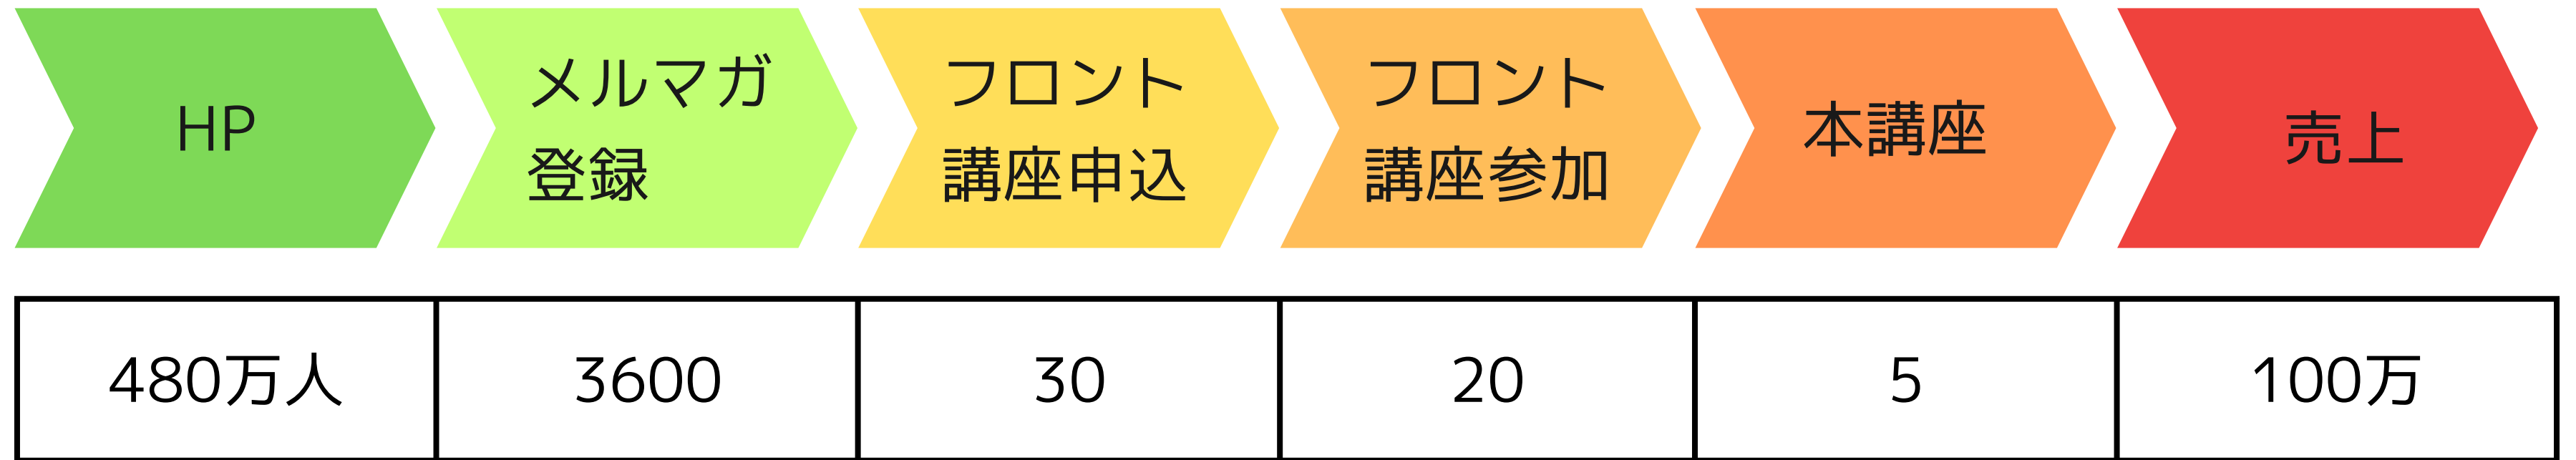 HP
メルマガ
登録
フロント
講座申込
フロント
講座参加
本講座
売上
480万人
3600
30
20
5
100万